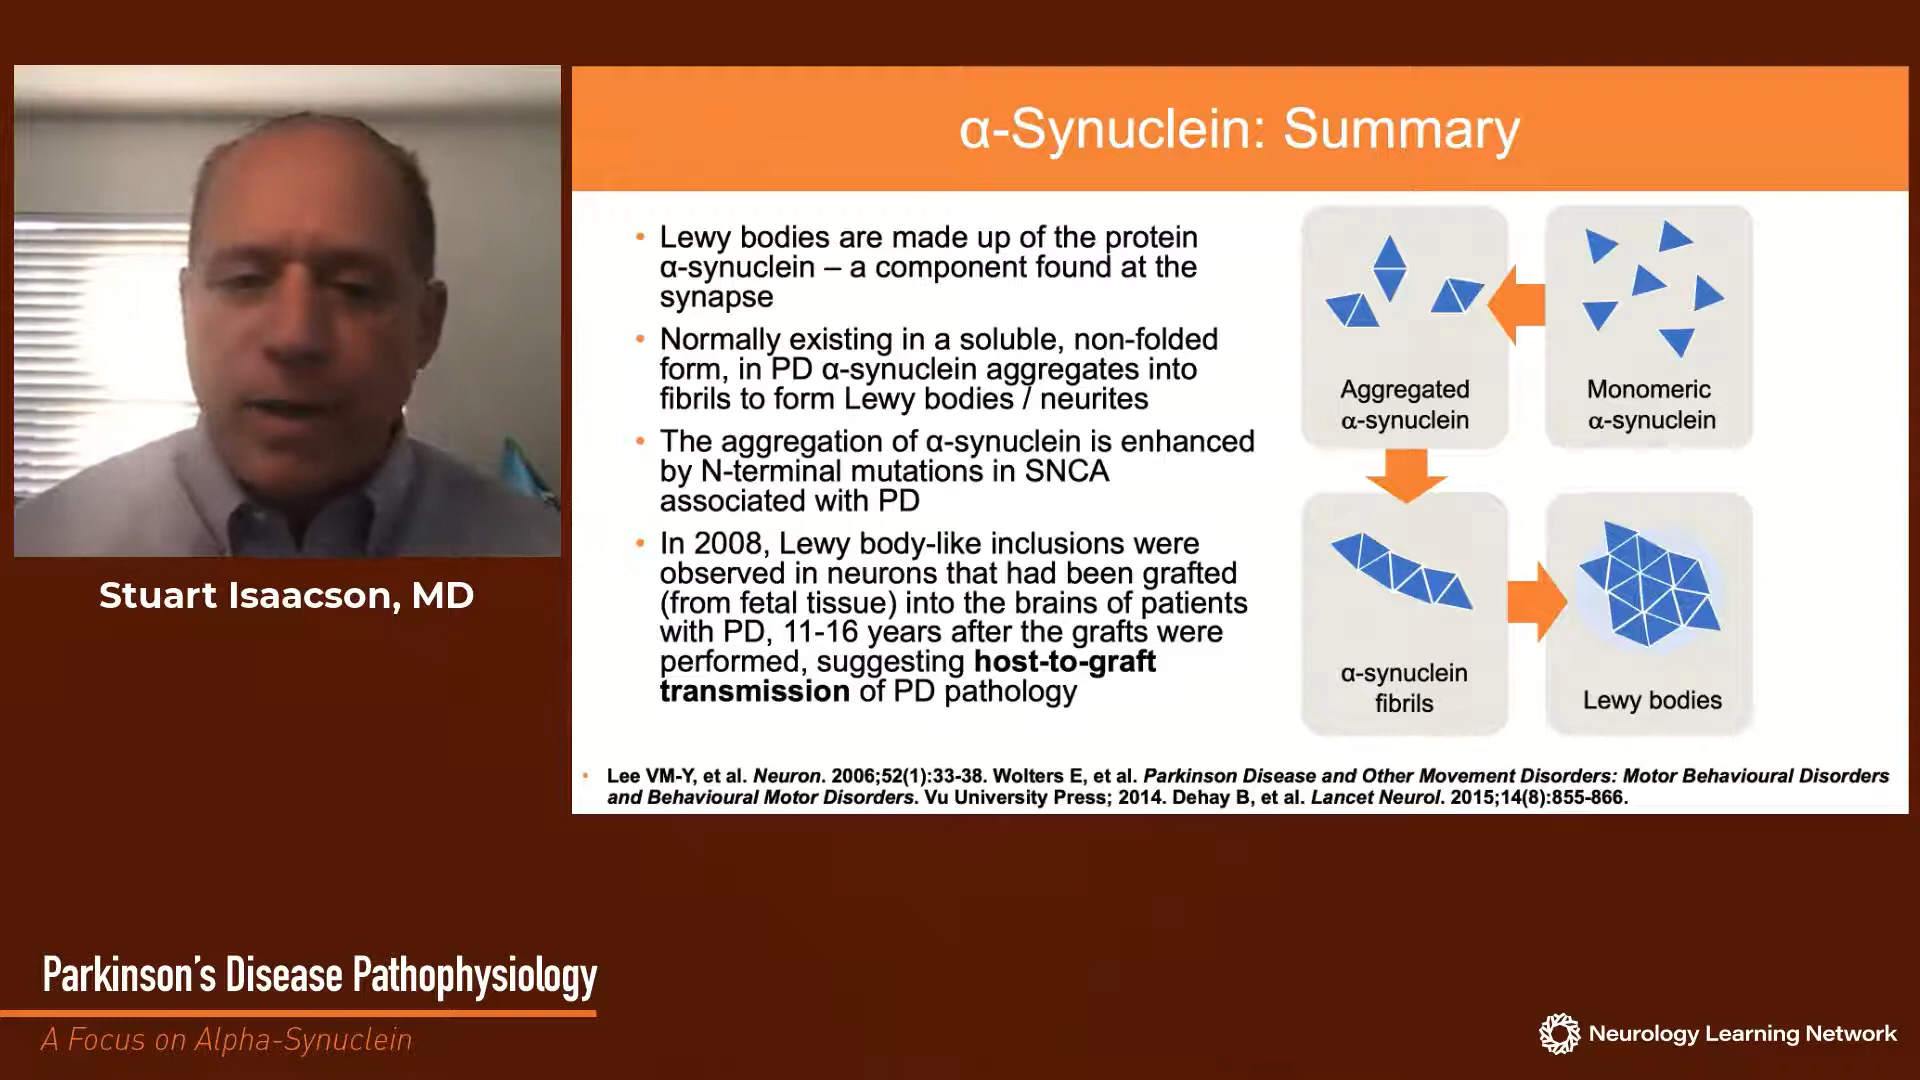 α-Synuclein: Summary
• Lewy bodies are made up of the protein
α-synuclein – a component found at the
synapse
• Normally existing in a soluble, non-folded
form, in PD α-synuclein aggregates into
fibrils to form Lewy bodies / neurites
• The aggregation of α-synuclein is enhanced
by N-terminal mutations in SNCA
associated with PD
• In 2008, Lewy body-like inclusions were
observed in neurons that had been grafted
(from fetal tissue) into the brains of patients
with PD, 11-16 years after the grafts were
performed, suggesting host-to-graft
transmission of PD pathology
Aggregated
α-synuclein
Monomeric
α-synuclein
α-synuclein
fibrils
Lewy bodies
• Lee VM-Y, et al. Neuron. 2006;52(1):33-38. Wolters E, et al. Parkinson Disease and Other Movement Disorders: Motor Behavioural Disorders
and Behavioural Motor Disorders. Vu University Press; 2014. Dehay B, et al. Lancet Neurol. 2015;14(8):855-866.
Stuart Isaacson, MD
Parkinson's Disease Pathophysiology
A Focus on Alpha-Synuclein
Neurology Learning Network